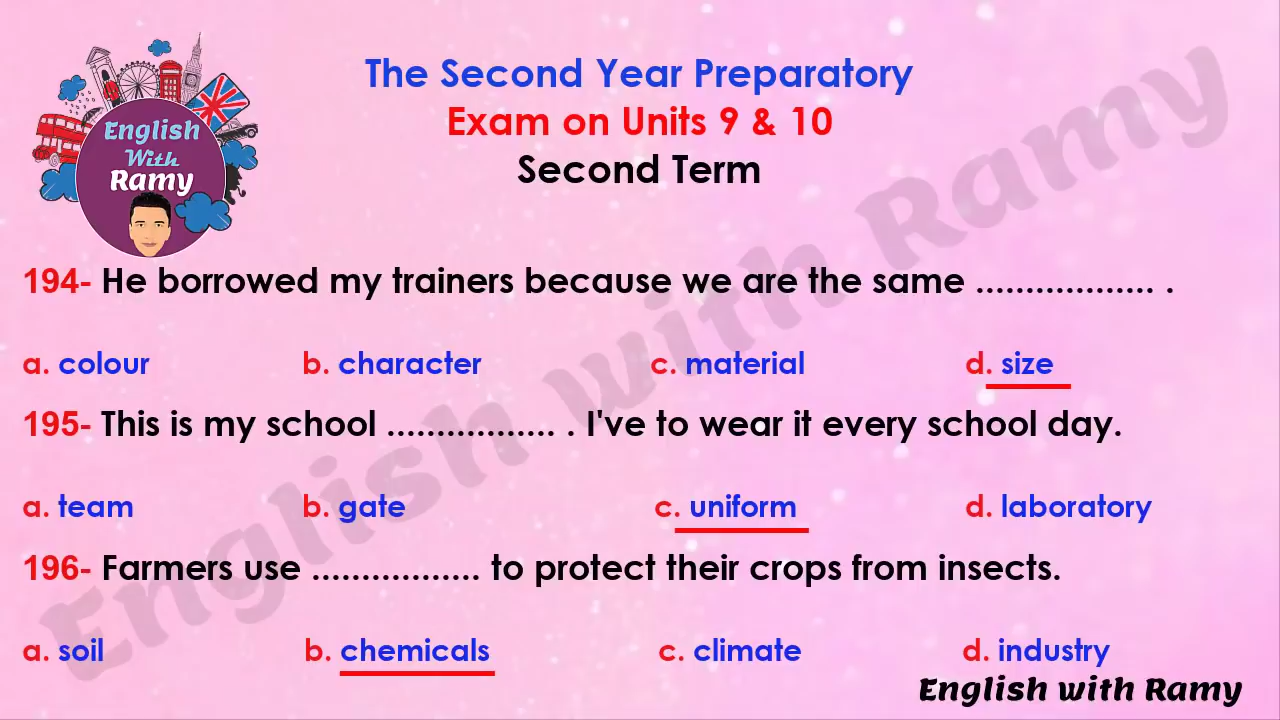 English
With
Ramy
The Second Year Preparatory
Exam on Units 9 & 10
Second Term
194- He borrowed my trainers because we are the same .................. .
a. colour b. character c. material d. size
195- This is my school ................. . I've to wear it every school day.
a. team b. gate c. uniform d. laboratory
196- Farmers use ................. to protect their crops from insects.
a. soil b. chemicals c. climate d. industry
English with Ramy
English with Ramy